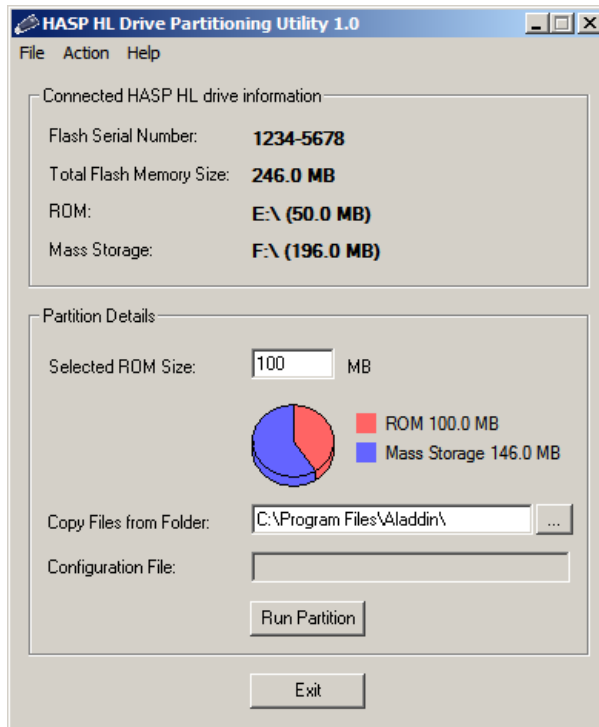 HASP HL Drive Partitioning Utility 1.0
File Action Help
Connected HASP HL drive information
Flash Serial Number: 1234-5678
Total Flash Memory Size: 246.0 MB
ROM: E:\ (50.0 MB)
Mass Storage: F:\ (196.0 MB)
Partition Details
Selected ROM Size: 100 MB
ROM 100.0 MB
Mass Storage 146.0 MB
Copy Files from Folder: C:\Program Files\Aladdin\ ...
Configuration File:
Run Partition
Exit